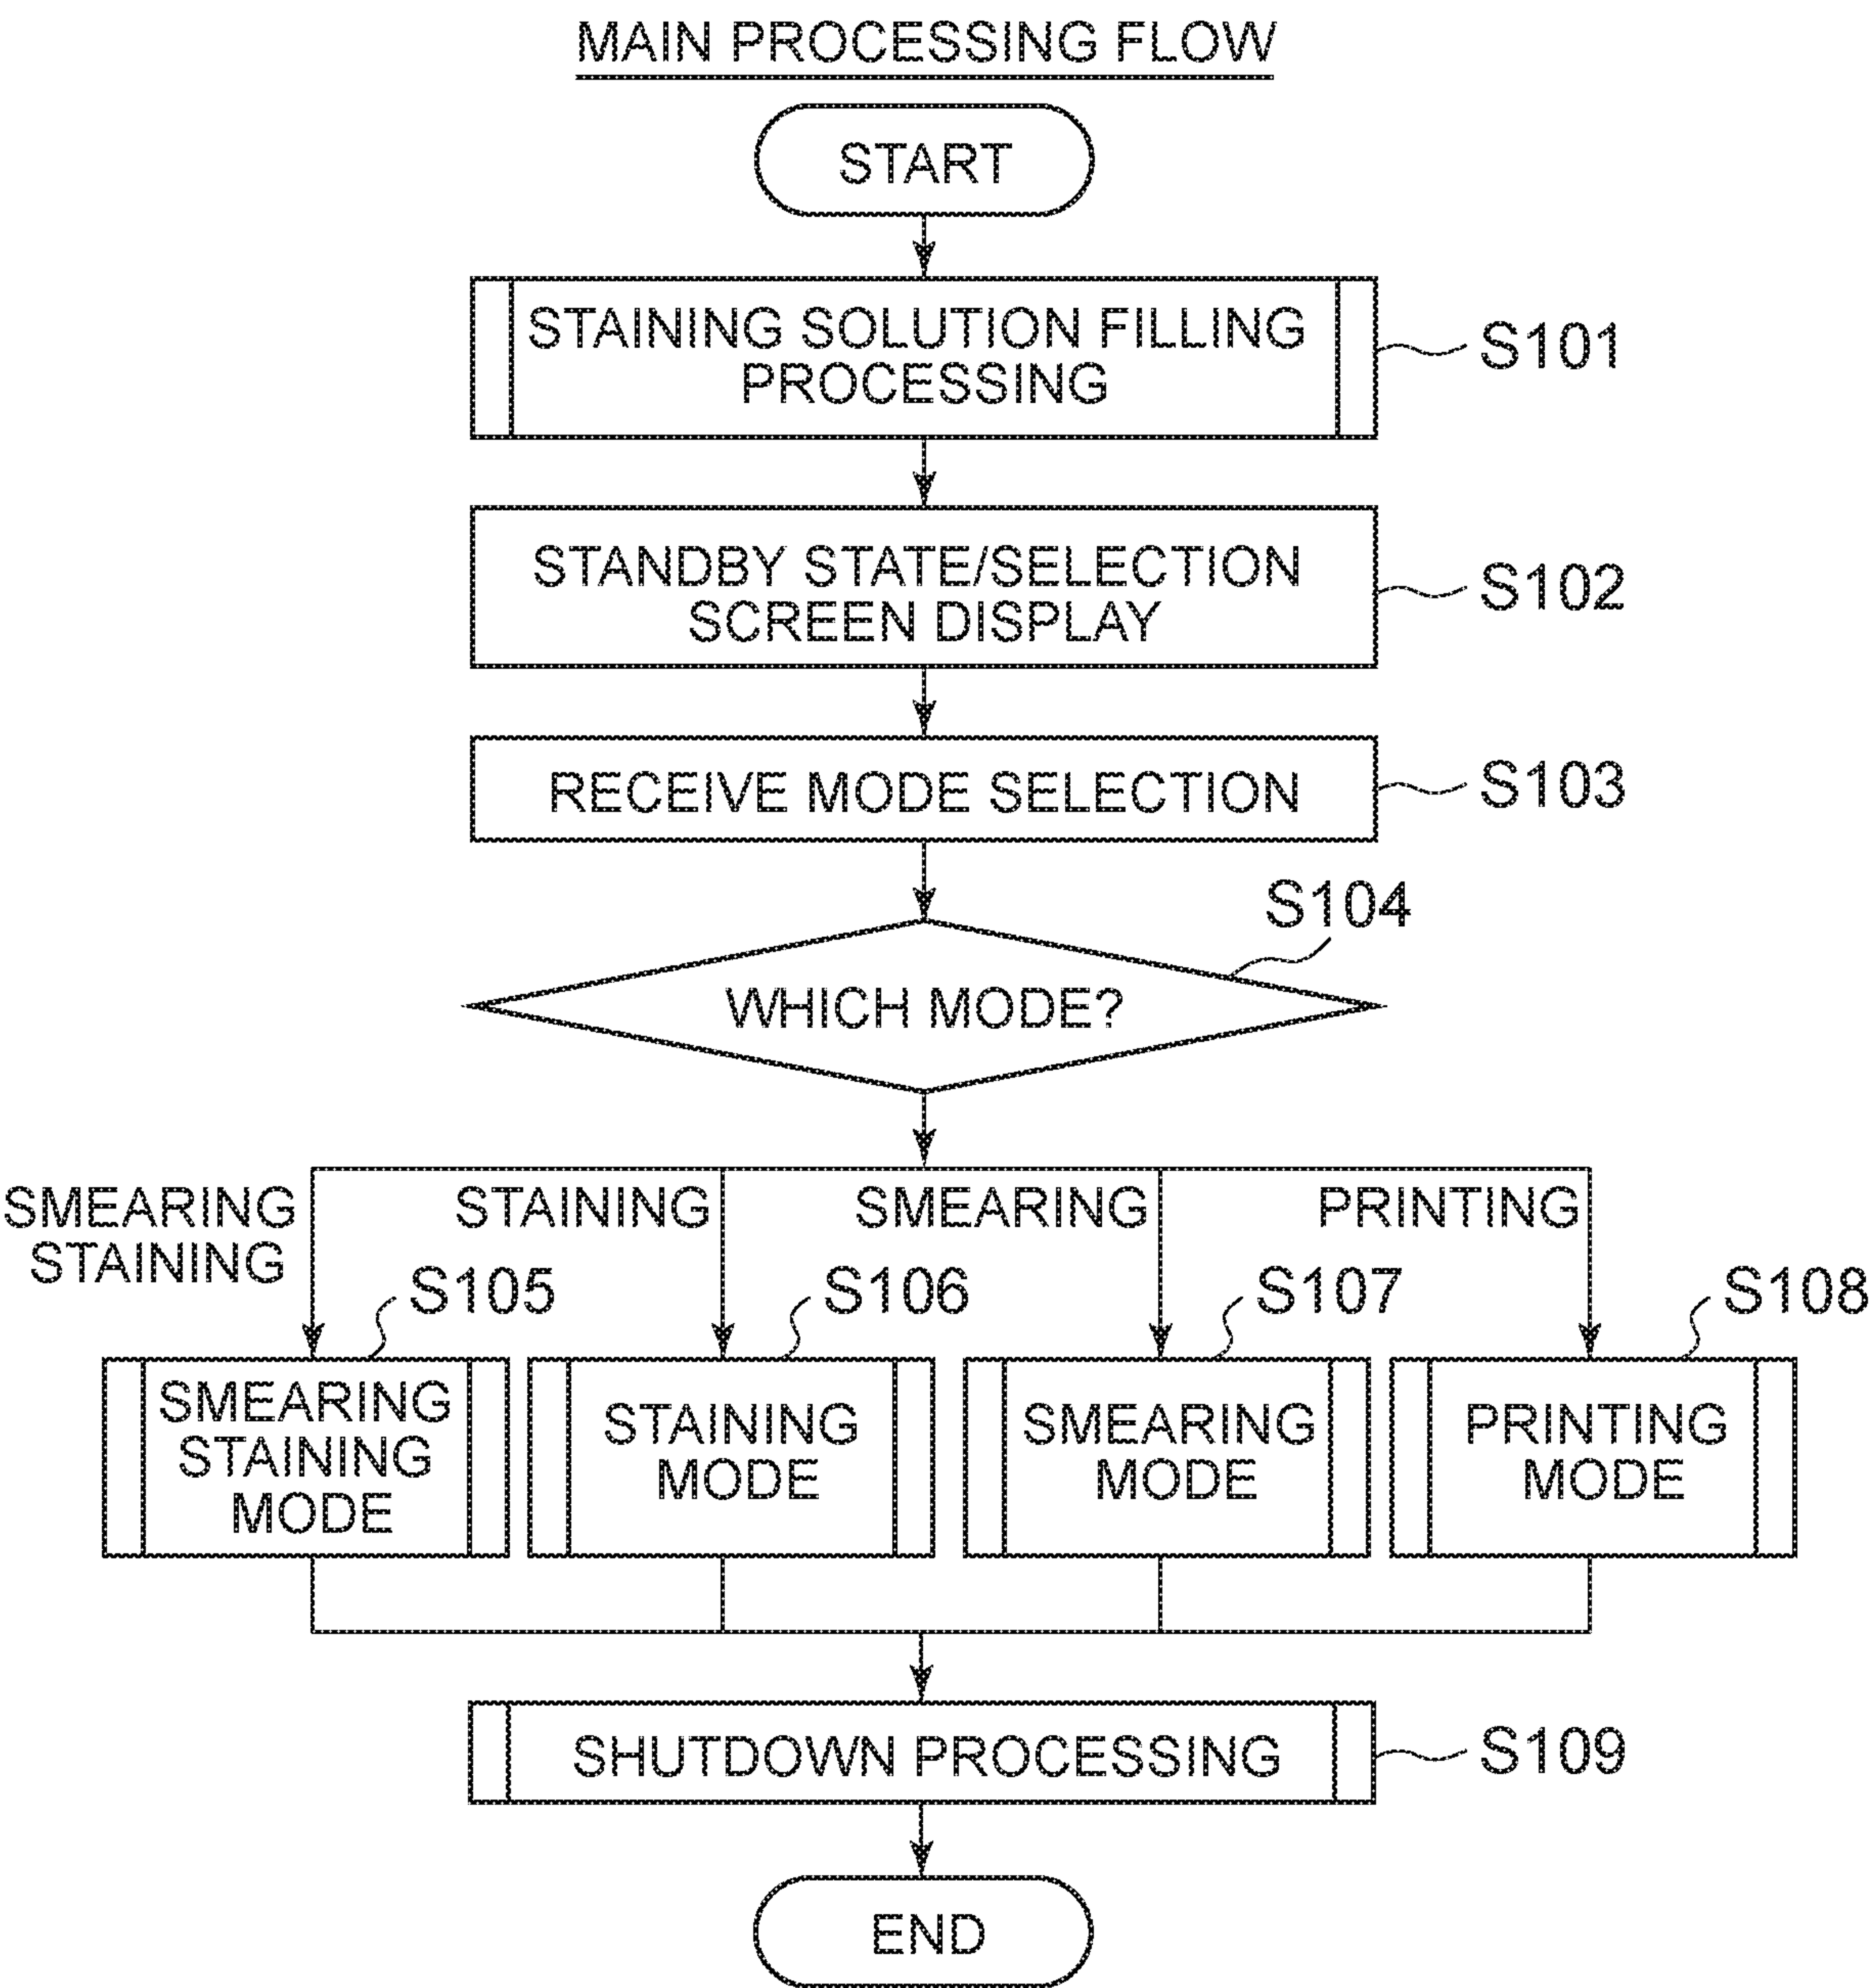 MAIN PROCESSING FLOW
START
STAINING SOLUTION FILLING
PROCESSING
S101
STANDBY STATE/SELECTION
SCREEN DISPLAY
S102
RECEIVE MODE SELECTION
S103
S104
WHICH MODE?
SMEARING
STAINING
STAINING
SMEARING
PRINTING
S105
S106
S107
S108
SMEARING
STAINING
MODE
STAINING
MODE
SMEARING
MODE
PRINTING
MODE
SHUTDOWN PROCESSING
S109
END